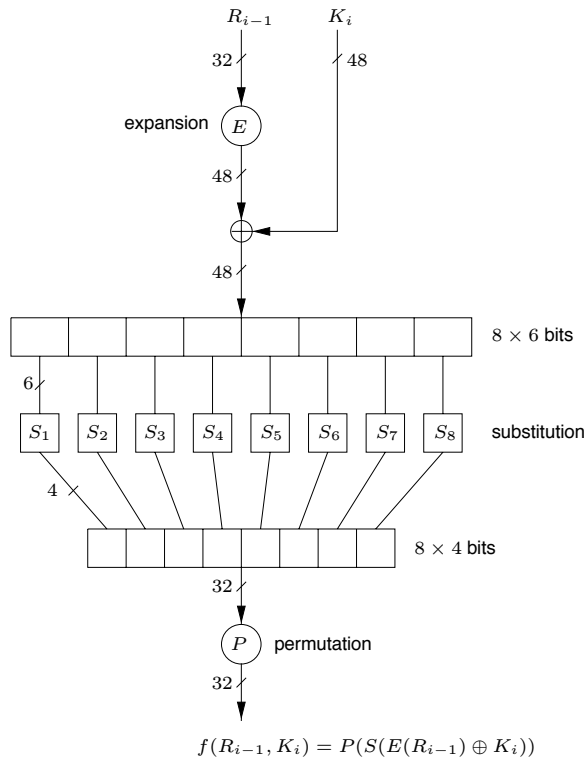 R_{i−1} K_i
32 48
expansion E
48
48
8 × 6 bits
6
S_1 S_2 S_3 S_4 S_5 S_6 S_7 S_8 substitution
4
8 × 4 bits
32
P permutation
32
f(R_{i−1}, K_i) = P(S(E(R_{i−1}) ⊕ K_i))